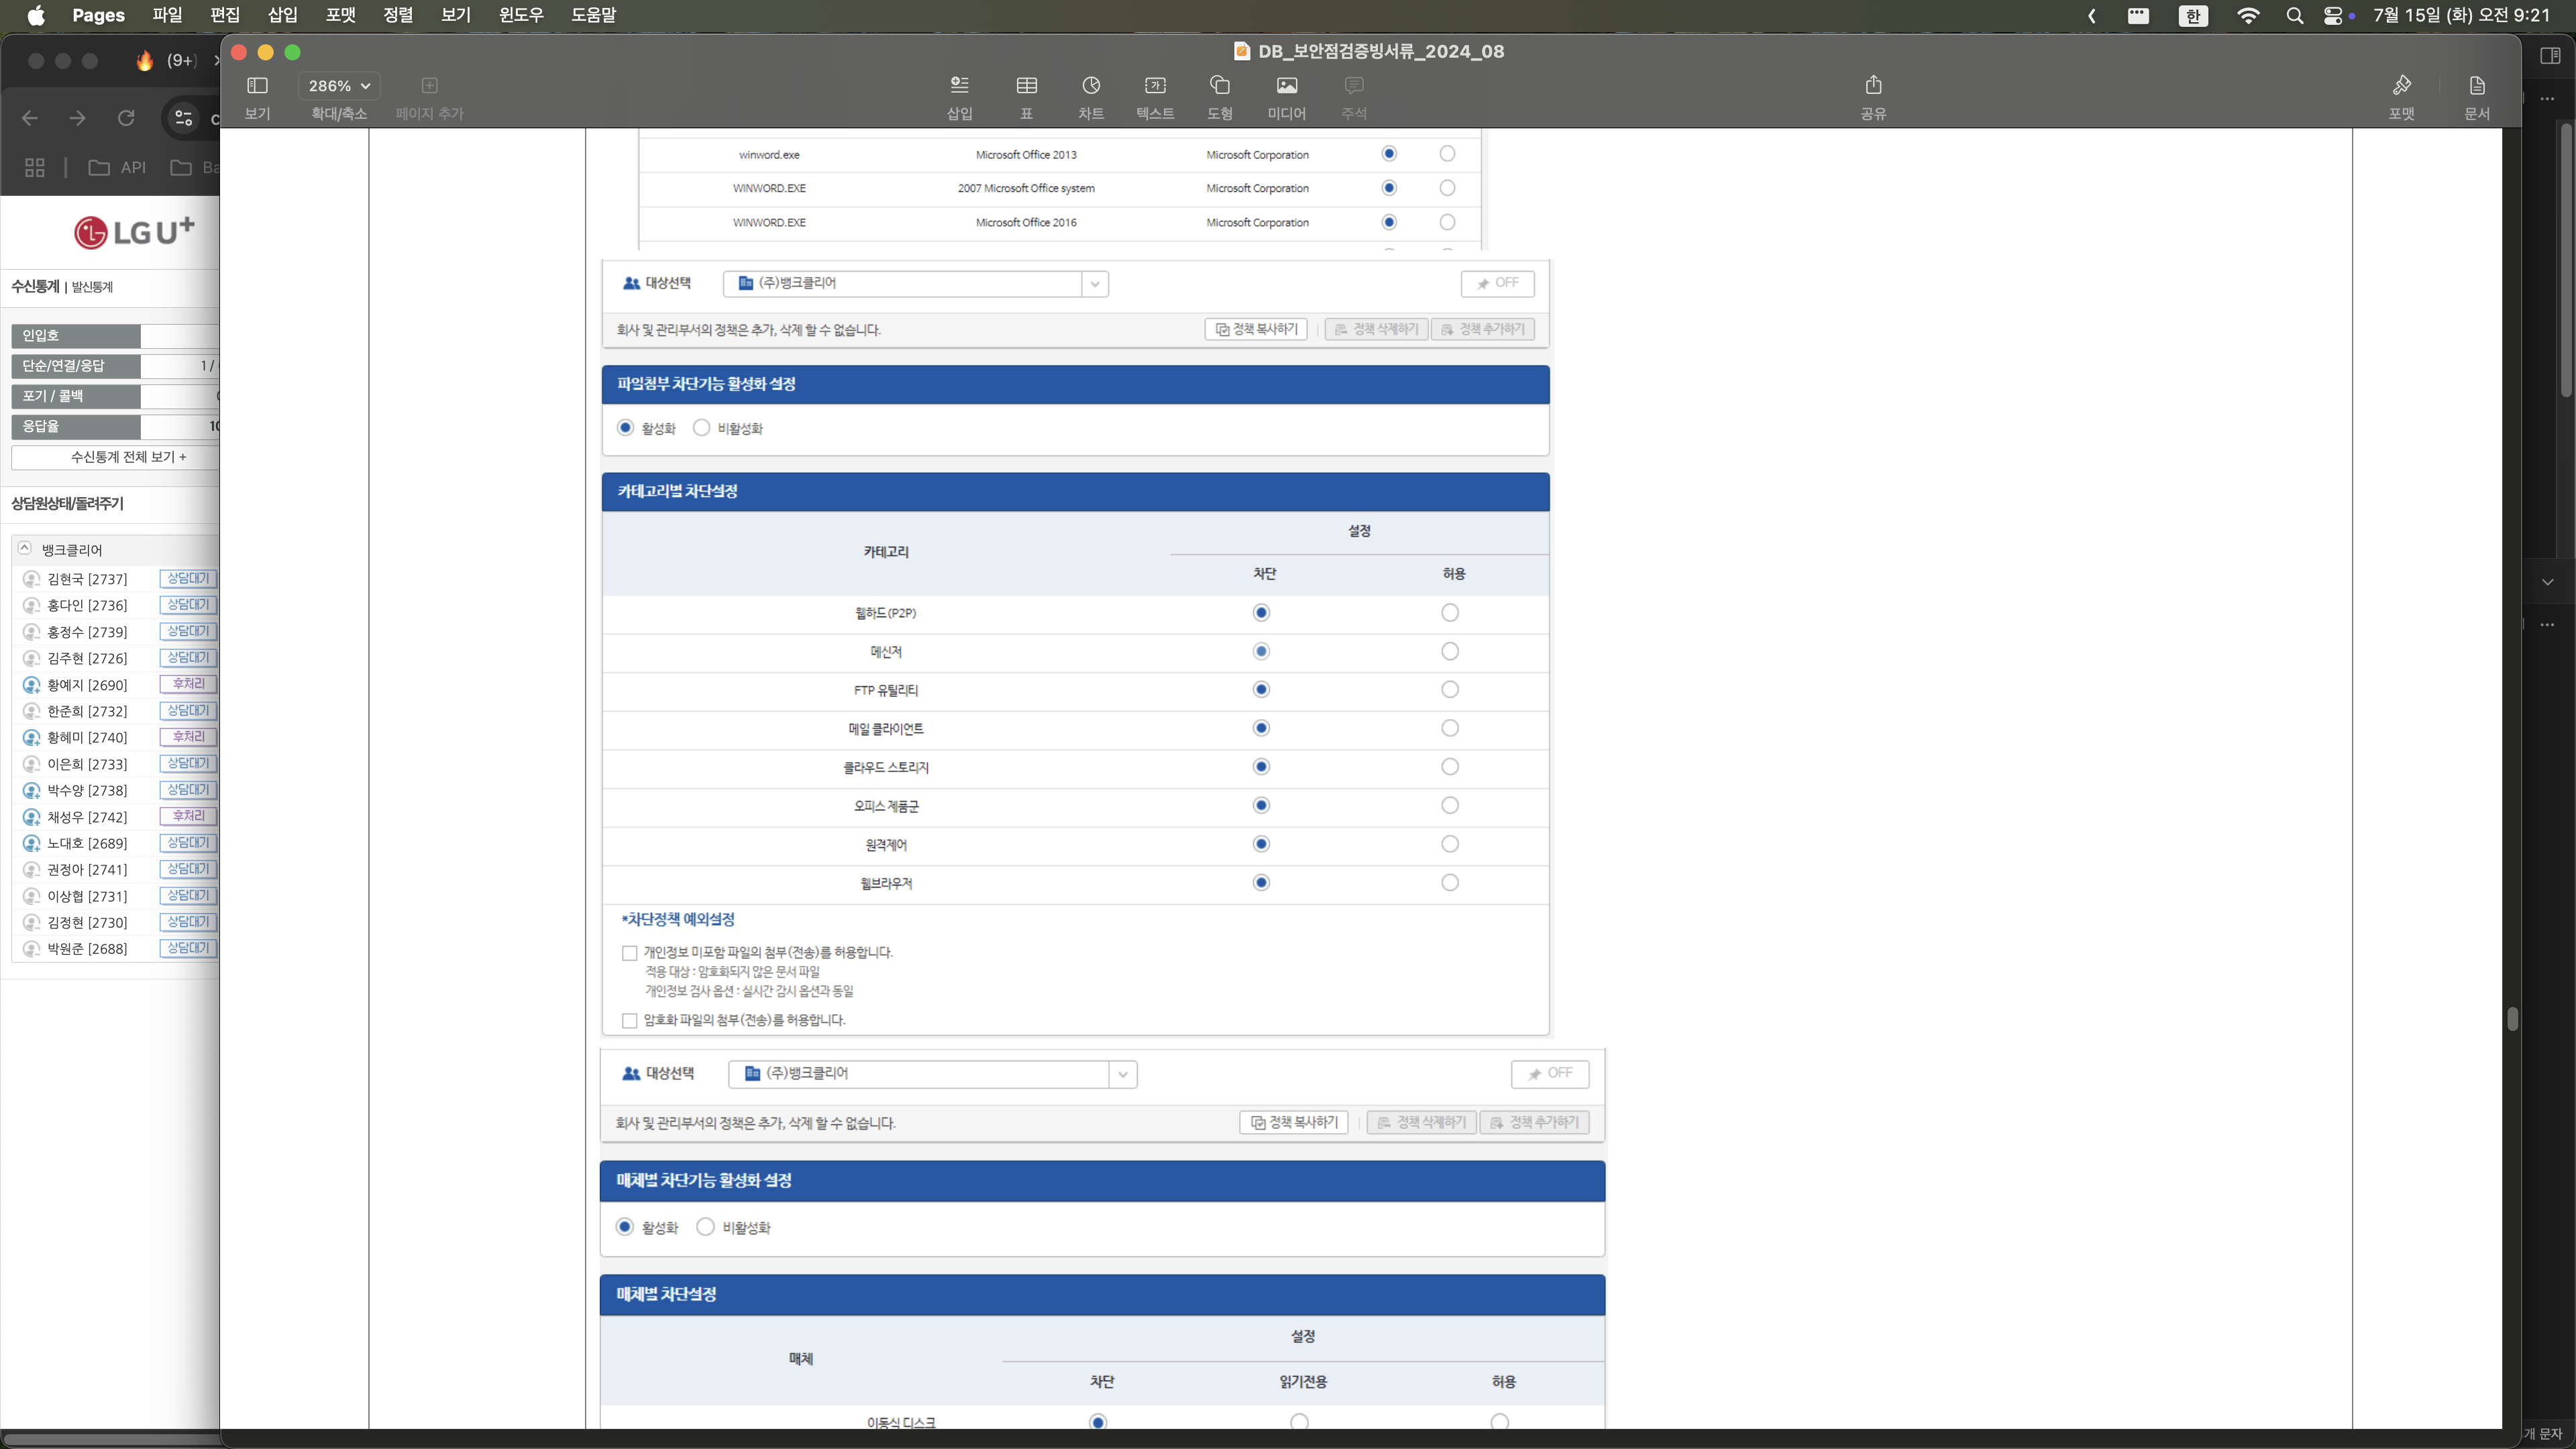 Pages 파일 편집 삽입 포맷 정렬 보기 윈도우 도움말
한 7월 15일 (화) 오전 9:21
(9+)
API
LG U+
수신통계 | 발신통계
인입호
단순/연결/응답 1 /
포기 / 콜백
응답율 10
수신통계 전체 보기 +
상담원상태/돌려주기
뱅크클리어
김현국 [2737] 상담대기
홍다인 [2736] 상담대기
홍정수 [2739] 상담대기
김주현 [2726] 상담대기
황예지 [2690] 후처리
한준희 [2732] 상담대기
황혜미 [2740] 후처리
이은희 [2733] 상담대기
박수양 [2738] 상담대기
채성우 [2742] 후처리
노대호 [2689] 상담대기
권정아 [2741] 상담대기
이상협 [2731] 상담대기
김정현 [2730] 상담대기
박원준 [2688] 상담대기
DB_보안점검증빙서류_2024_08
286%
보기 확대/축소 페이지 추가 삽입 표 차트 텍스트 도형 미디어 주석 공유 포맷 문서
winword.exe Microsoft Office 2013 Microsoft Corporation
WINWORD.EXE 2007 Microsoft Office system Microsoft Corporation
WINWORD.EXE Microsoft Office 2016 Microsoft Corporation
대상선택 (주)뱅크클리어 OFF
회사 및 관리부서의 정책은 추가, 삭제 할 수 없습니다. 정책 복사하기 정책 삭제하기 정책 추가하기
파일첨부 차단기능 활성화 설정
활성화 비활성화
카테고리별 차단설정
설정
카테고리
차단 허용
웹하드(P2P)
메신저
FTP 유틸리티
메일 클라이언트
클라우드 스토리지
오피스 제품군
원격제어
웹브라우저
*차단정책 예외설정
개인정보 미포함 파일의 첨부(전송)를 허용합니다.
적용 대상 : 암호화되지 않은 문서 파일
개인정보 검사 옵션 : 실시간 감시 옵션과 동일
암호화 파일의 첨부(전송)를 허용합니다.
대상선택 (주)뱅크클리어 OFF
회사 및 관리부서의 정책은 추가, 삭제 할 수 없습니다. 정책 복사하기 정책 삭제하기 정책 추가하기
매체별 차단기능 활성화 설정
활성화 비활성화
매체별 차단설정
설정
매체
차단 읽기전용 허용
이동식 디스크
개 문자